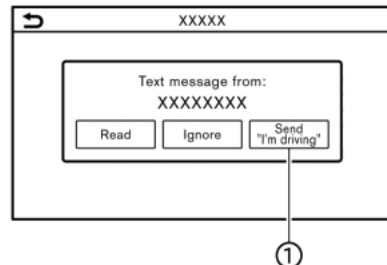 XXXXX
Text message from:
XXXXXXXX
Read
Ignore
Send
"I'm driving"
①